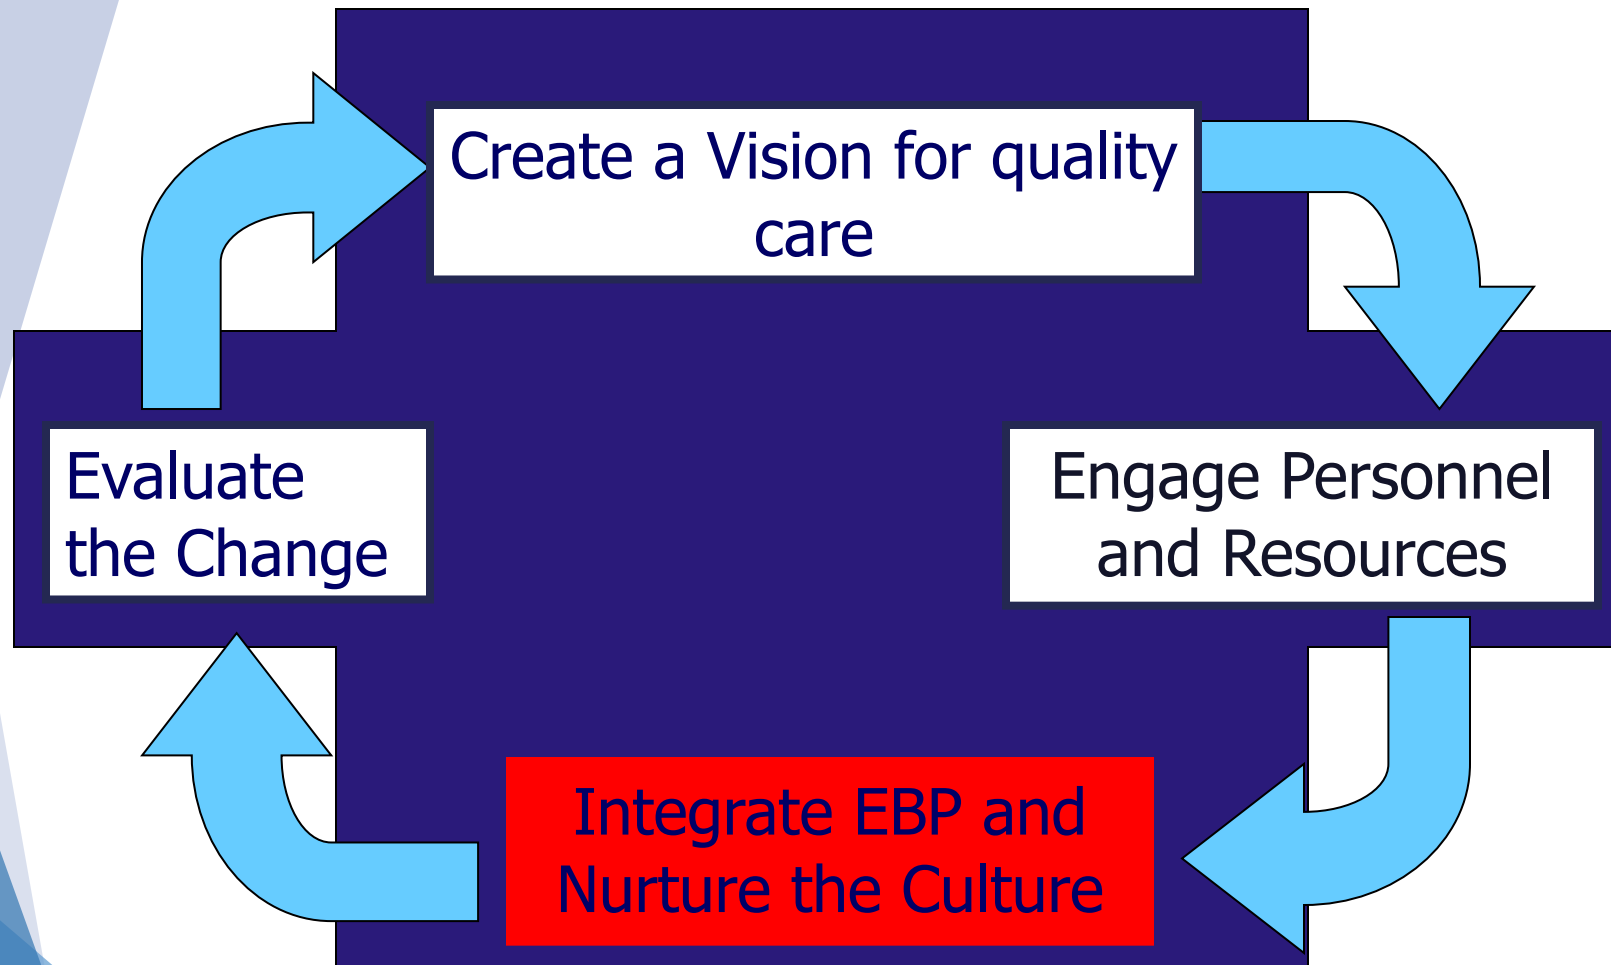 Create a Vision for quality
care
Evaluate
the Change
Engage Personnel
and Resources
Integrate EBP and
Nurture the Culture